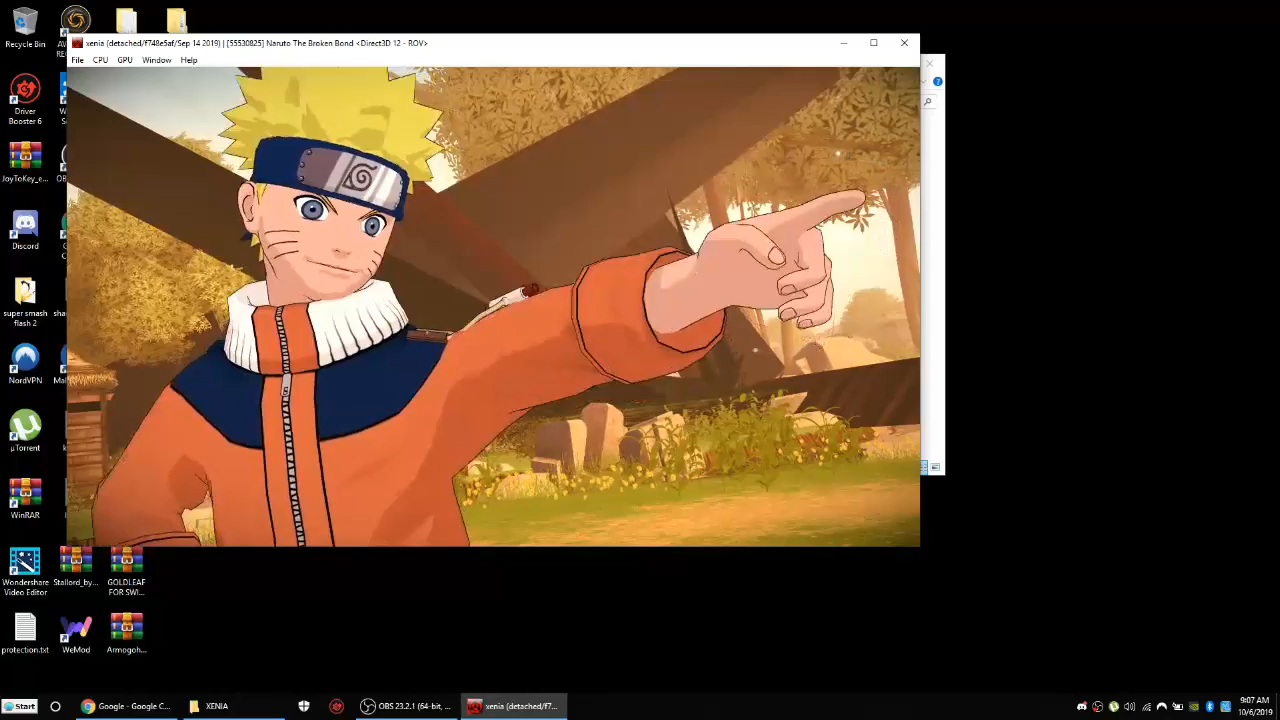 xenia (detached/f748e5af/Sep 14 2019) | [55530825] Naruto The Broken Bond <Direct3D 12 - ROV>
File CPU GPU Window Help
Recycle Bin
Driver
Booster 6
JoyToKey_e...
Discord
super smash
flash 2
NordVPN
µTorrent
WinRAR
Wondershare
Video Editor
Stallord_by...
GOLDLEAF
FOR SWI...
protection.txt
WeMod
Armogoh...
Start
Google - Google C...
XENIA
OBS 23.2.1 (64-bit, ...
xenia (detached/f7...
9:07 AM
10/6/2019